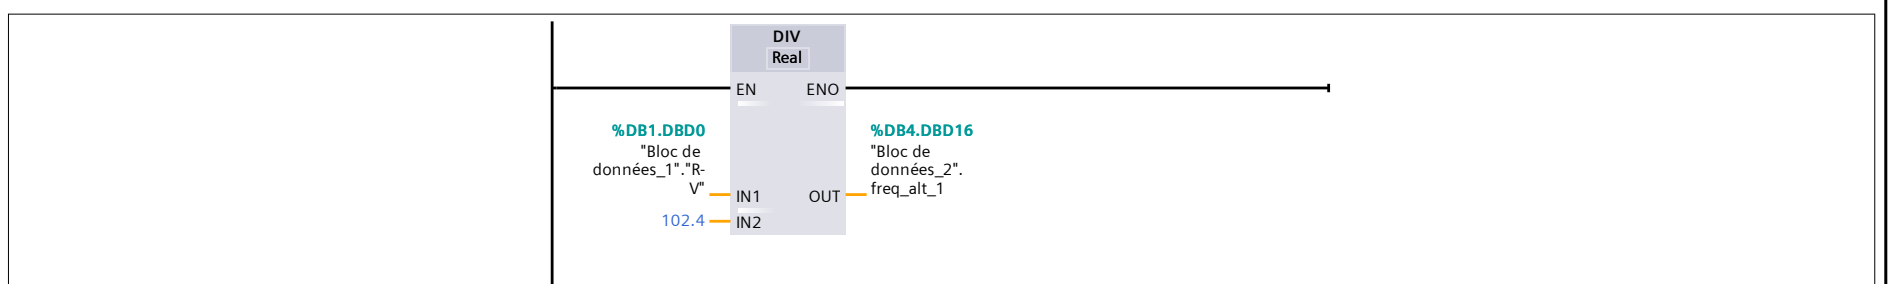 DIV
Real
EN ENO
%DB1.DBD0
"Bloc de
données_1"."R-
V"
%DB4.DBD16
"Bloc de
données_2".
freq_alt_1
IN1 OUT
102.4 IN2